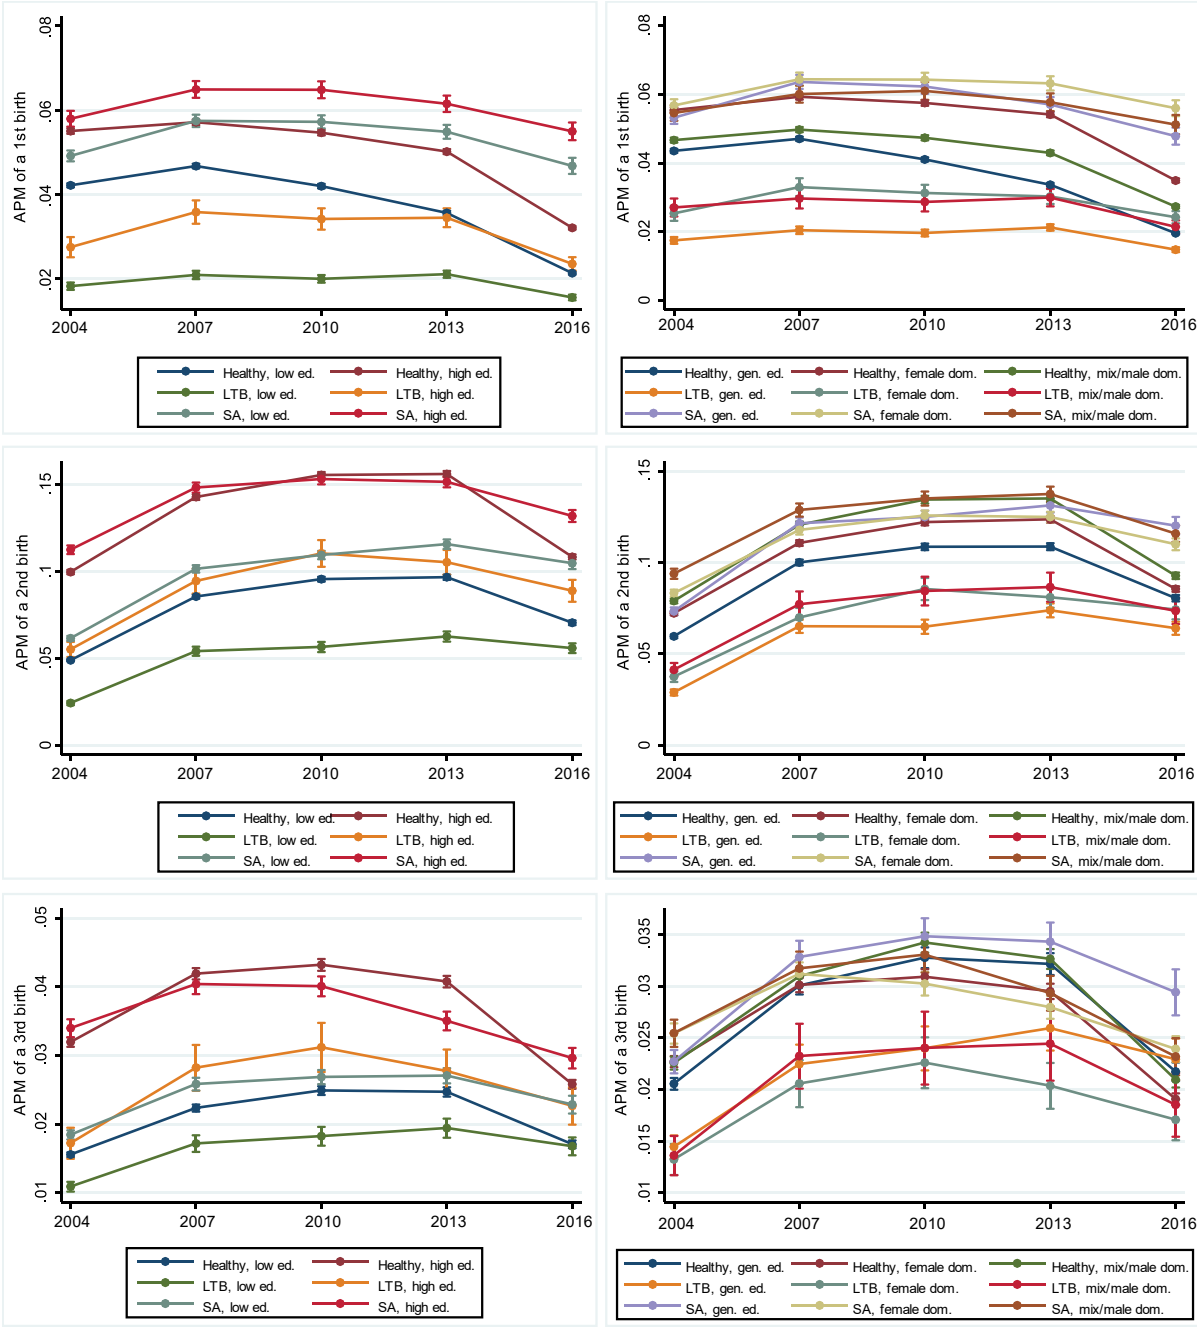 APM of a 1st birth
.08
.06
.04
.02
2004 2007 2010 2013 2016
Healthy, low ed. Healthy, high ed.
LTB, low ed. LTB, high ed.
SA, low ed. SA, high ed.
APM of a 1st birth
.08
.06
.04
.02
0
2004 2007 2010 2013 2016
Healthy, gen. ed. Healthy, female dom. Healthy, mix/male dom.
LTB, gen. ed. LTB, female dom. LTB, mix/male dom.
SA, gen. ed. SA, female dom. SA, mix/male dom.
APM of a 2nd birth
.15
.1
.05
0
2004 2007 2010 2013 2016
Healthy, low ed. Healthy, high ed.
LTB, low ed. LTB, high ed.
SA, low ed. SA, high ed.
APM of a 2nd birth
.15
.1
.05
0
2004 2007 2010 2013 2016
Healthy, gen. ed. Healthy, female dom. Healthy, mix/male dom.
LTB, gen. ed. LTB, female dom. LTB, mix/male dom.
SA, gen. ed. SA, female dom. SA, mix/male dom.
APM of a 3rd birth
.05
.04
.03
.02
.01
2004 2007 2010 2013 2016
Healthy, low ed. Healthy, high ed.
LTB, low ed. LTB, high ed.
SA, low ed. SA, high ed.
APM of a 3rd birth
.035
.03
.025
.02
.015
.01
2004 2007 2010 2013 2016
Healthy, gen. ed. Healthy, female dom. Healthy, mix/male dom.
LTB, gen. ed. LTB, female dom. LTB, mix/male dom.
SA, gen. ed. SA, female dom. SA, mix/male dom.